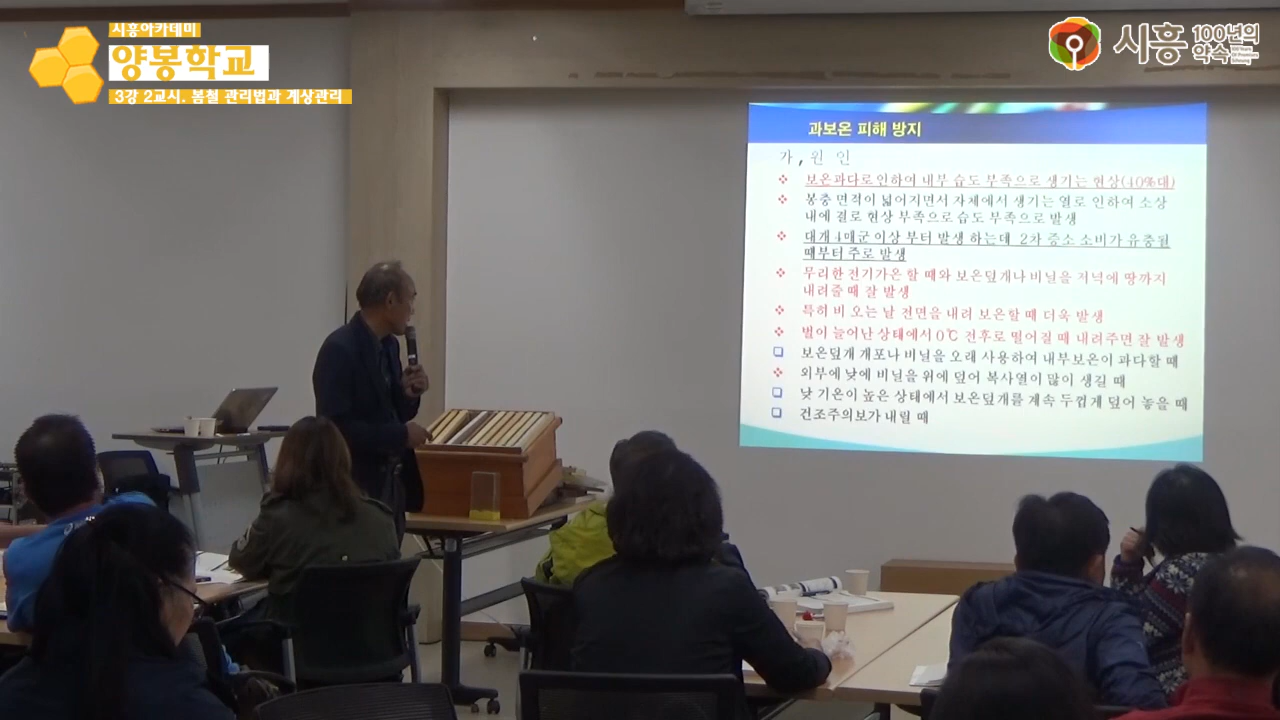 시흥아카데미
양봉학교
3강 2교시. 봄철 관리법과 계상관리
시흥
100년의
약속
과보온 피해 방지
가, 원 인
보온과다로 인하여 내부 습도 부족으로 생기는 현상(40%대)
봉충 면적이 넓어지면서 자체에서 생기는 열로 인하여 소상
내에 결로 현상 부족으로 습도 부족으로 발생
대개 4매군 이상 부터 발생 하는데 2차 증소 소비가 유충될
때부터 주로 발생
무리한 전기가온 할 때와 보온덮개나 비닐을 저녁에 땅까지
내려줄 때 잘 발생
특히 비 오는 날 전면을 내려 보온할 때 더욱 발생
벌이 늘어난 상태에서 0℃ 전후로 떨어질 때 내려주면 잘 발생
보온덮개 개포나 비닐을 오래 사용하여 내부보온이 과다할 때
외부에 낮에 비닐을 위에 덮어 복사열이 많이 생길 때
낮 기온이 높은 상태에서 보온덮개를 계속 두껍게 덮어 놓을 때
건조주의보가 내릴 때